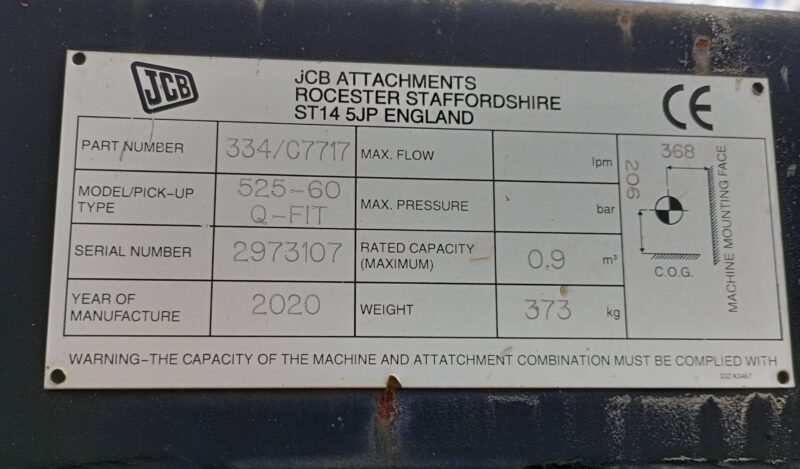 JCB
JCB ATTACHMENTS
ROCESTER STAFFORDSHIRE
ST14 5JP ENGLAND
CE
PART NUMBER 334/C7717 MAX. FLOW lpm
MODEL/PICK-UP TYPE 525-60 Q-FIT MAX. PRESSURE bar
SERIAL NUMBER 2973107 RATED CAPACITY (MAXIMUM) 0.9 m³
YEAR OF MANUFACTURE 2020 WEIGHT 373 kg
368
206
C.O.G.
MACHINE MOUNTING FACE
WARNING-THE CAPACITY OF THE MACHINE AND ATTATCHMENT COMBINATION MUST BE COMPLIED WITH
332/A3467